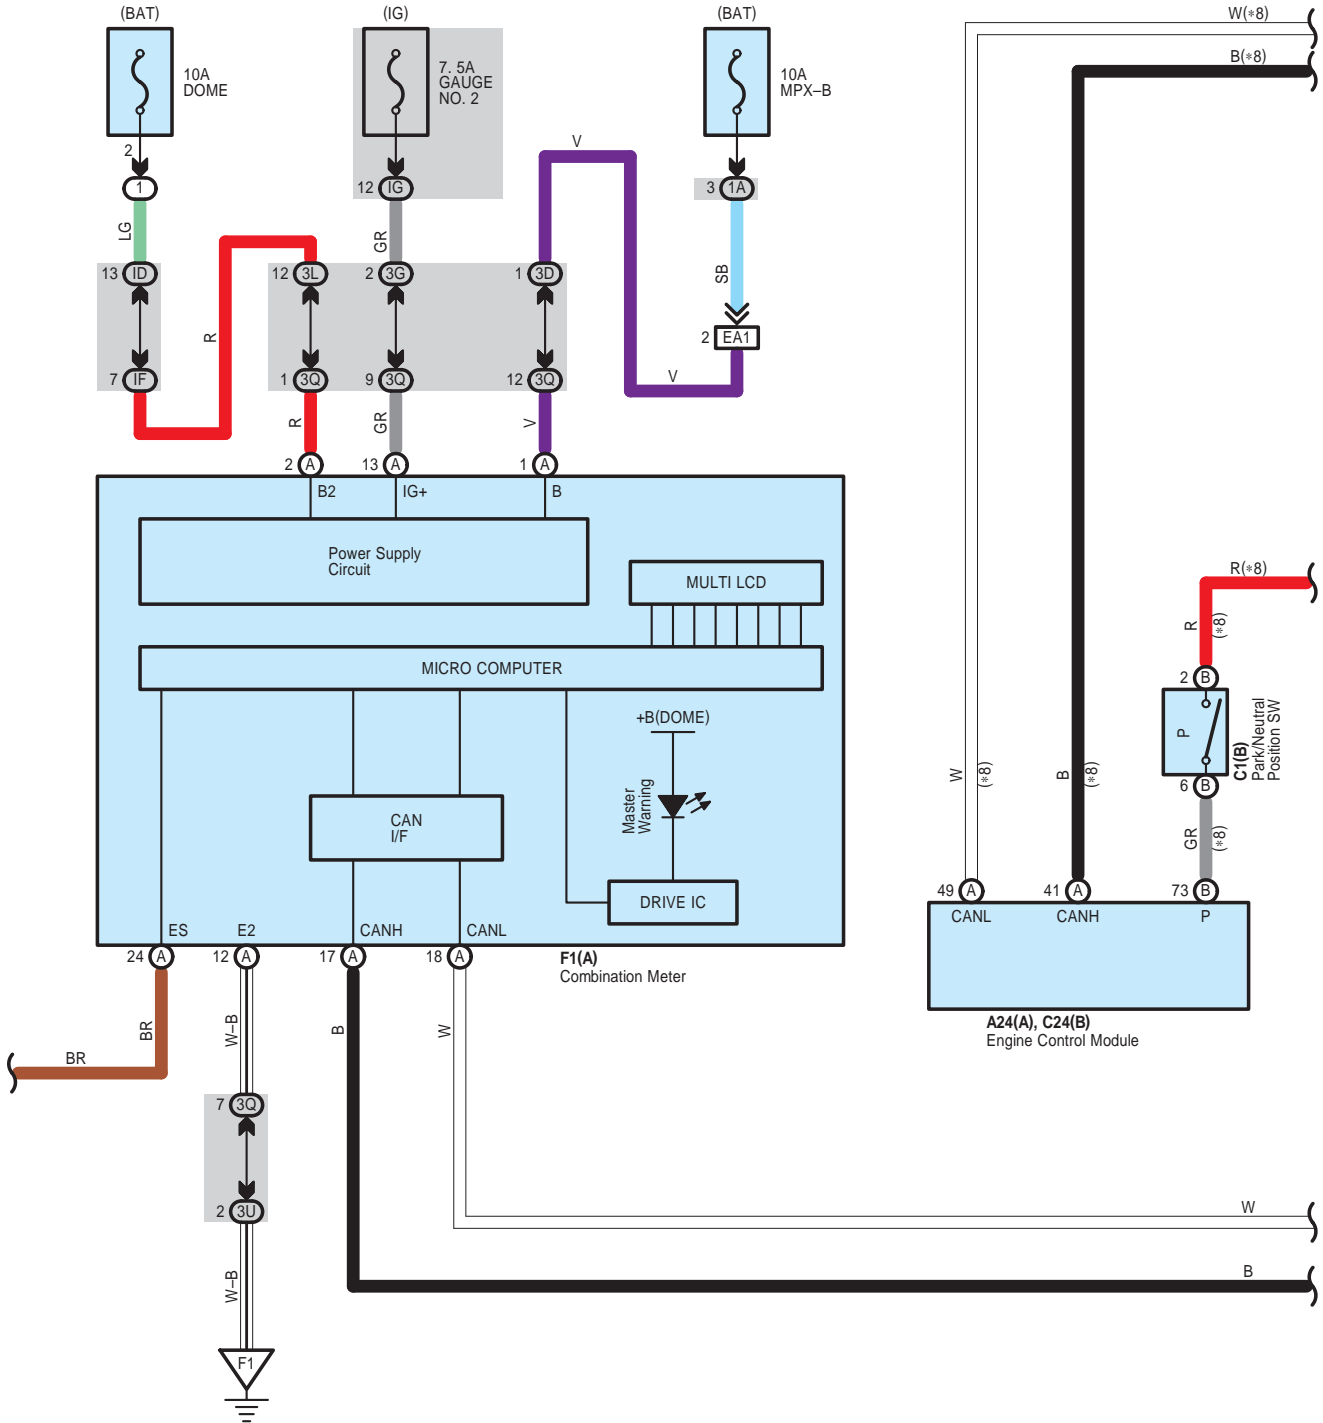 (BAT)
(IG)
(BAT)
W(*8)
B(*8)
10A
DOME
7. 5A
GAUGE
NO. 2
10A
MPX–B
2
1
12 IG
3 1A
V
LG
GR
SB
13 ID
12 3L
2 3G
1 3D
R
2 EA1
7 IF
1 3Q
9 3Q
12 3Q
V
R
GR
V
2 A
13 A
1 A
B2
IG+
B
Power Supply
Circuit
MULTI LCD
MICRO COMPUTER
+B(DOME)
Master
Warning
CAN
I/F
DRIVE IC
ES
E2
CANH
CANL
24 A
12 A
17 A
18 A
F1(A)
Combination Meter
R(*8)
R
(*8)
2 B
P
C1(B)
Park/Neutral
Position SW
6 B
GR
(*8)
W
(*8)
B
(*8)
49 A
41 A
73 B
CANL
CANH
P
A24(A), C24(B)
Engine Control Module
BR
BR
W–B
B
W
7 3Q
2 3U
W–B
F1
W
B